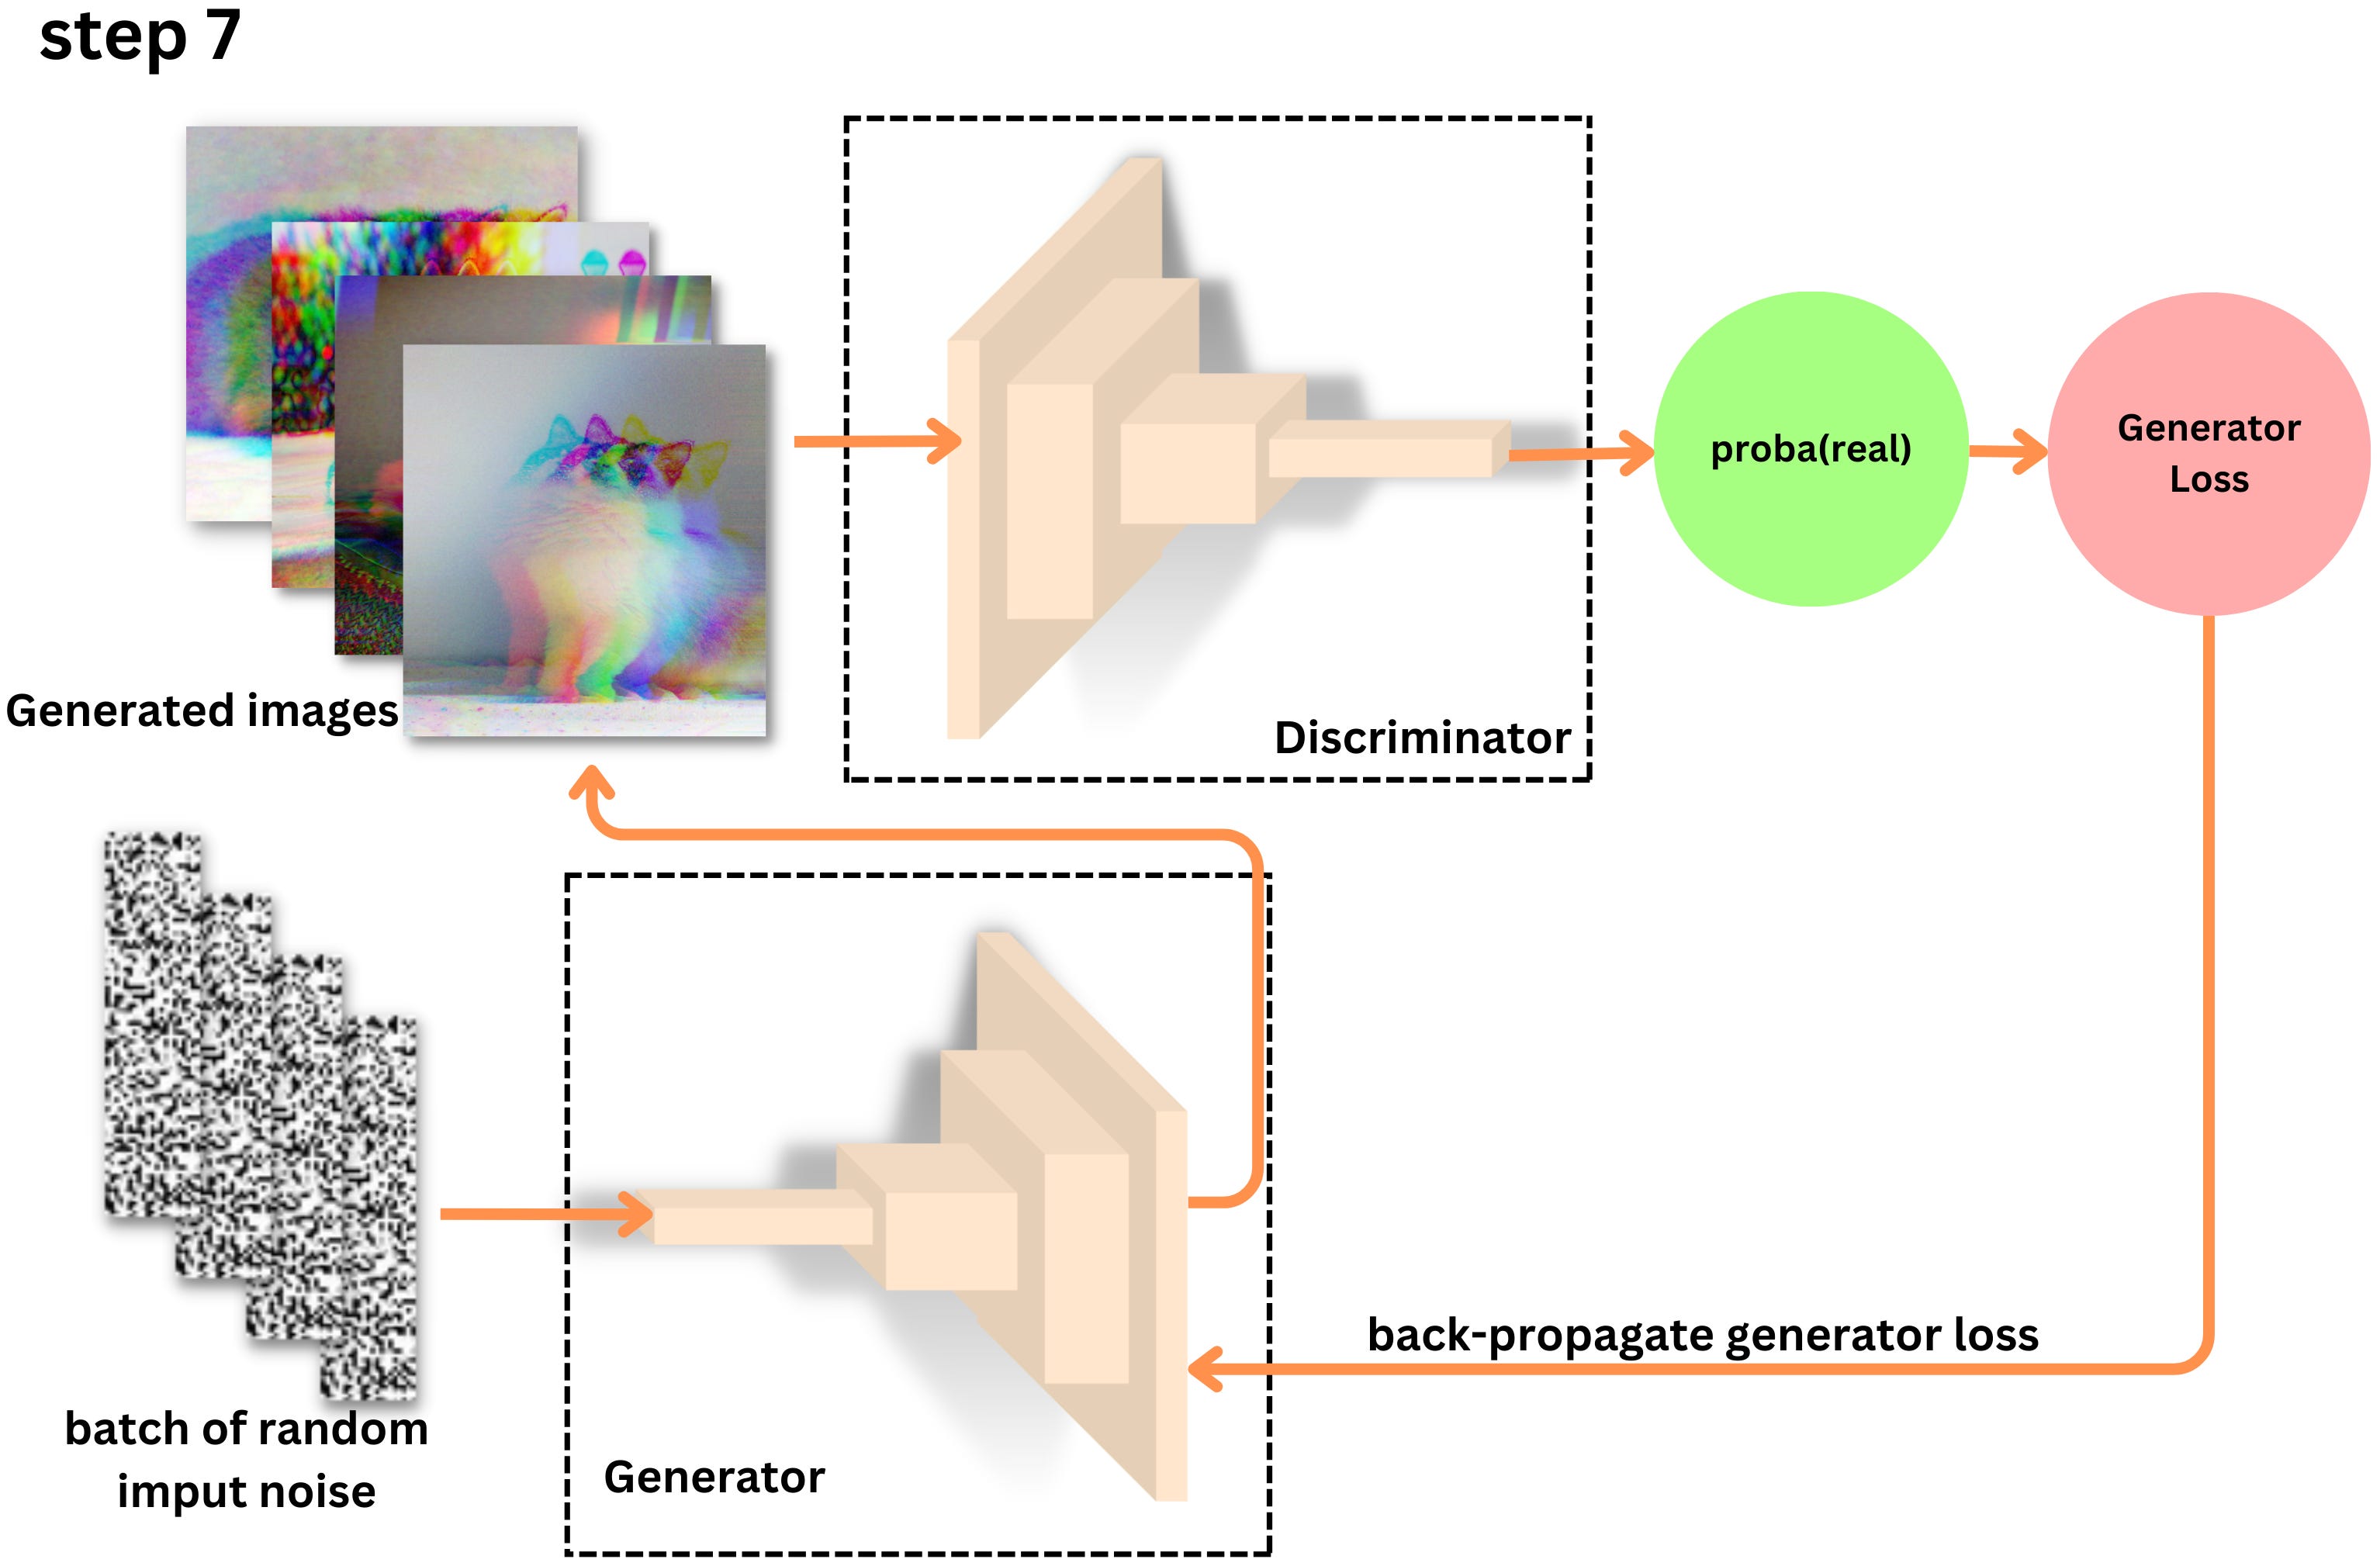 step 7
Generated images
Discriminator
proba(real)
Generator
Loss
batch of random
imput noise
Generator
back-propagate generator loss